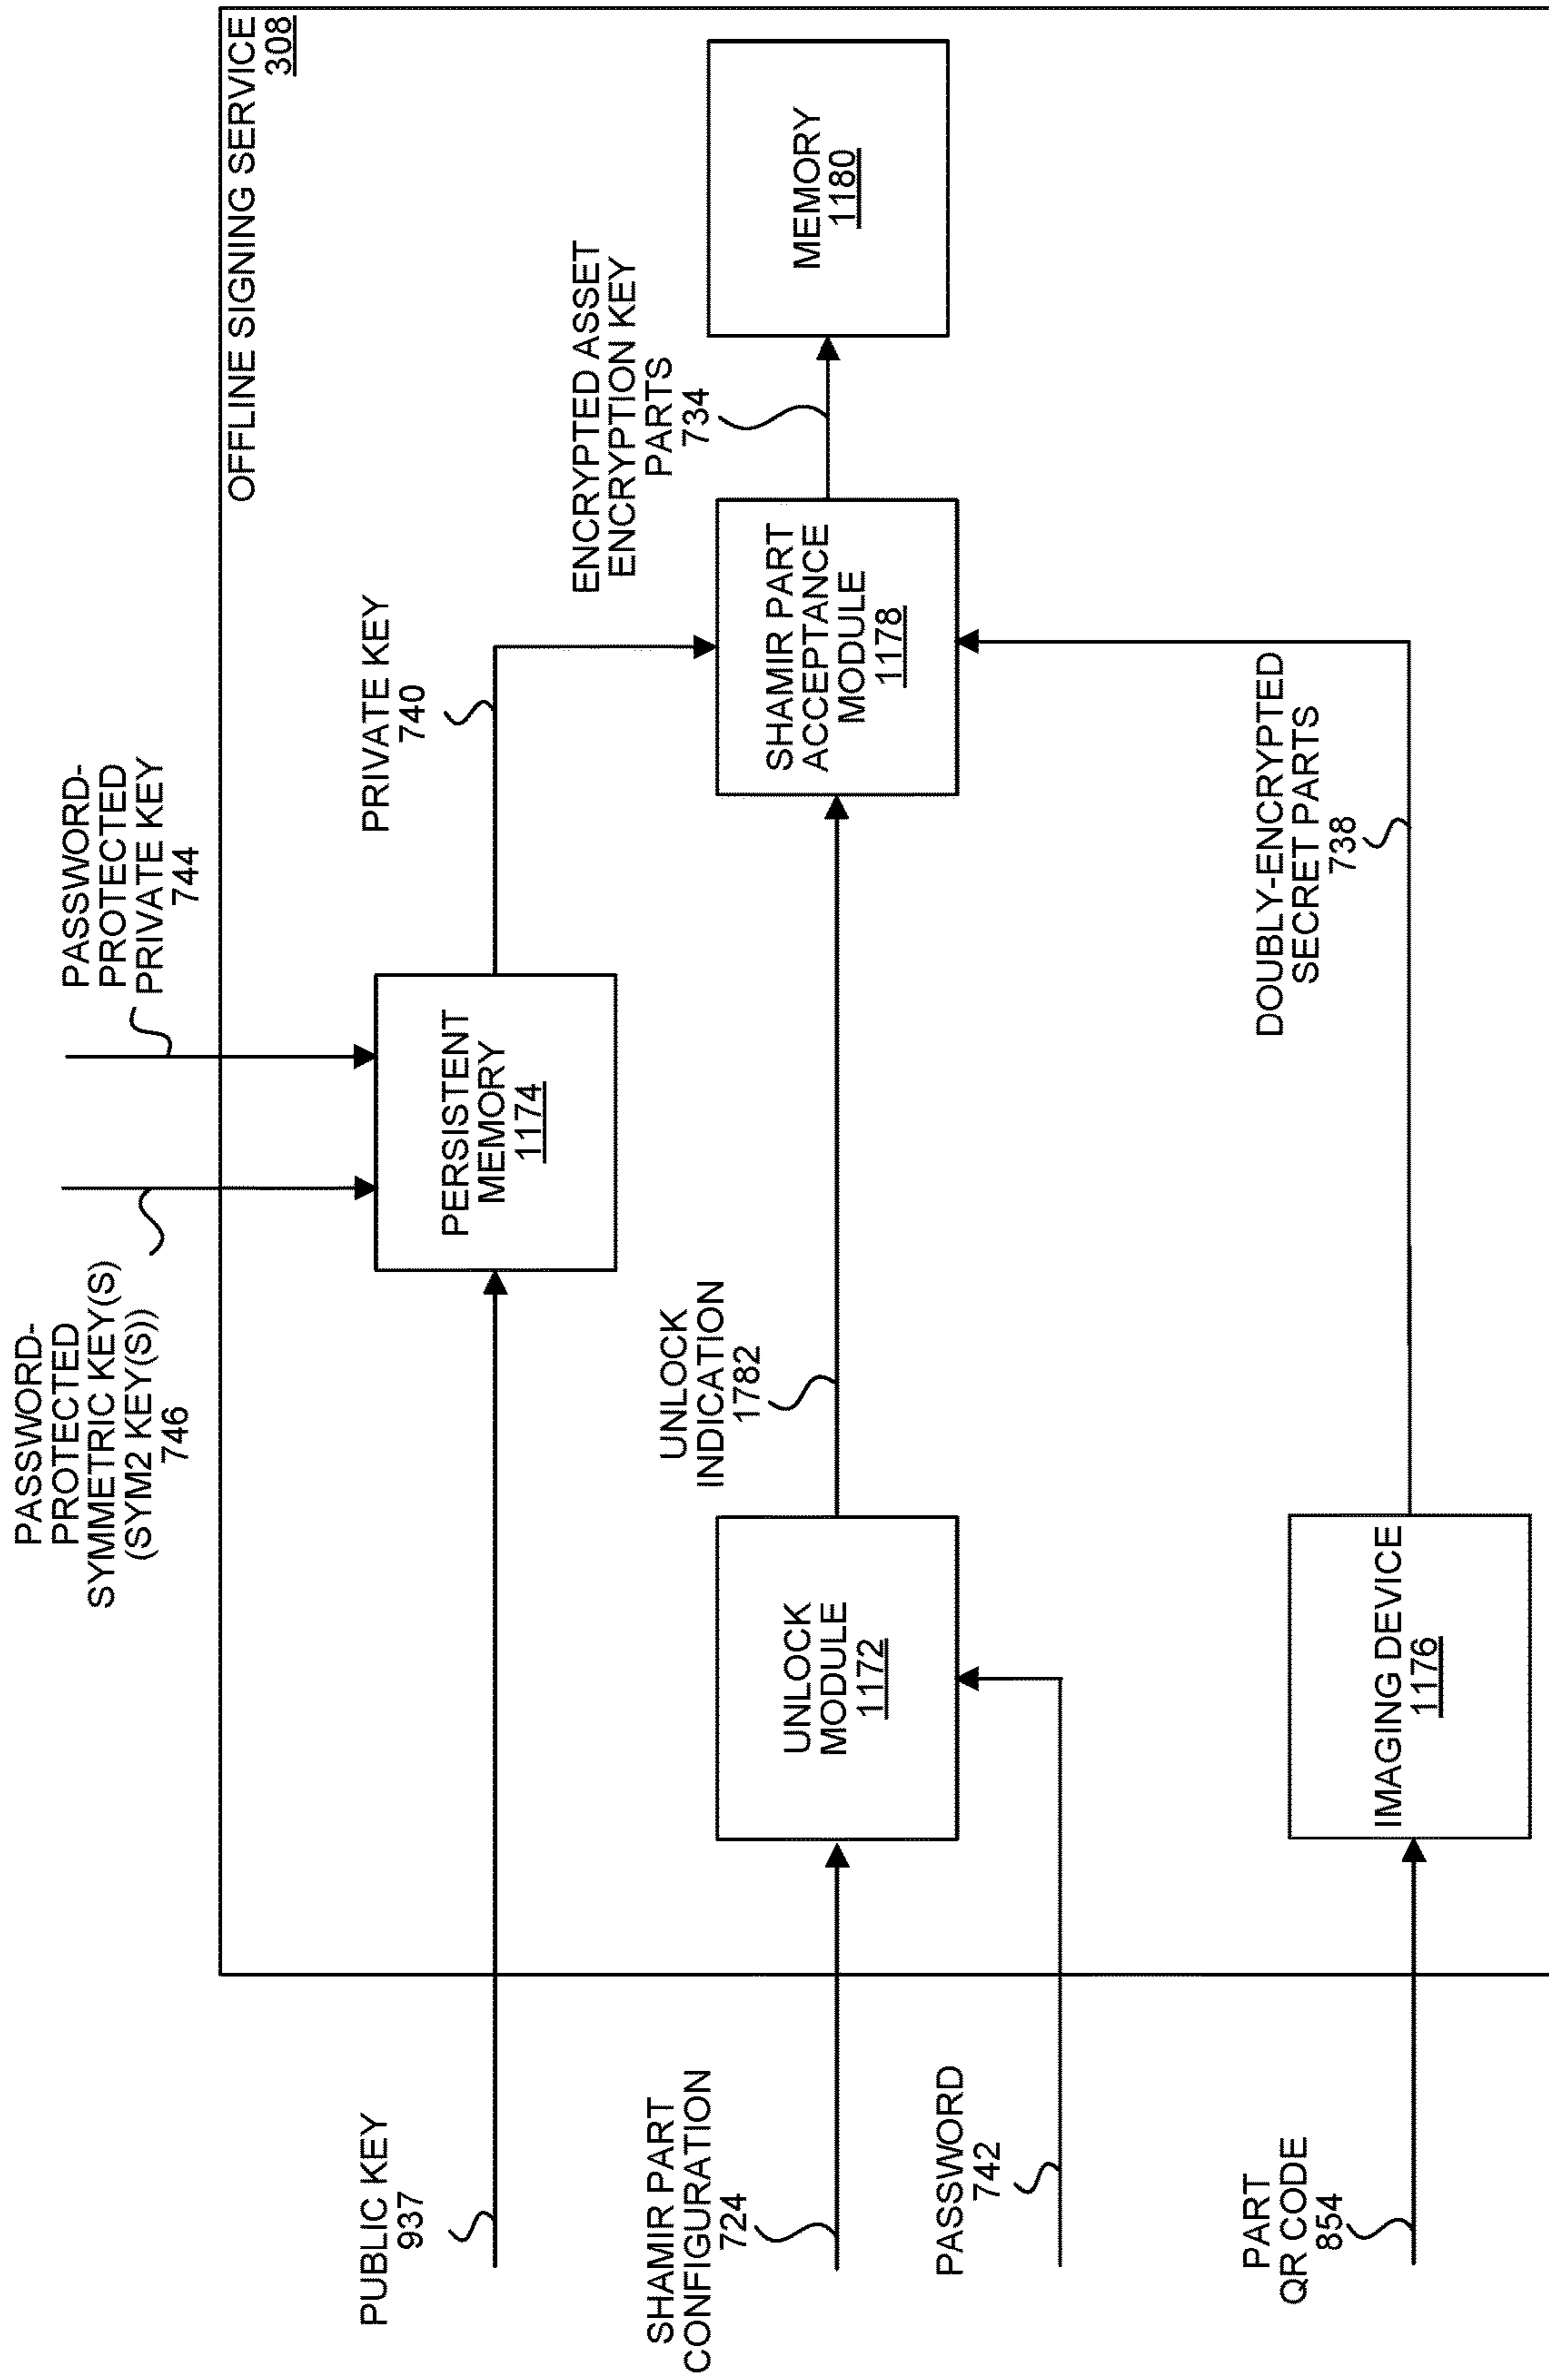 OFFLINE SIGNING SERVICE
308
PASSWORD-
PROTECTED
SYMMETRIC KEY(S)
(SYM2 KEY(S))
746
PASSWORD-
PROTECTED
PRIVATE KEY
744
PUBLIC KEY
937
PERSISTENT
MEMORY
1174
PRIVATE KEY
740
SHAMIR PART
CONFIGURATION
724
UNLOCK
MODULE
1172
UNLOCK
INDICATION
1782
SHAMIR PART
ACCEPTANCE
MODULE
1178
ENCRYPTED ASSET
ENCRYPTION KEY
PARTS
734
MEMORY
1180
PASSWORD
742
PART
QR CODE
854
IMAGING DEVICE
1176
DOUBLY-ENCRYPTED
SECRET PARTS
738